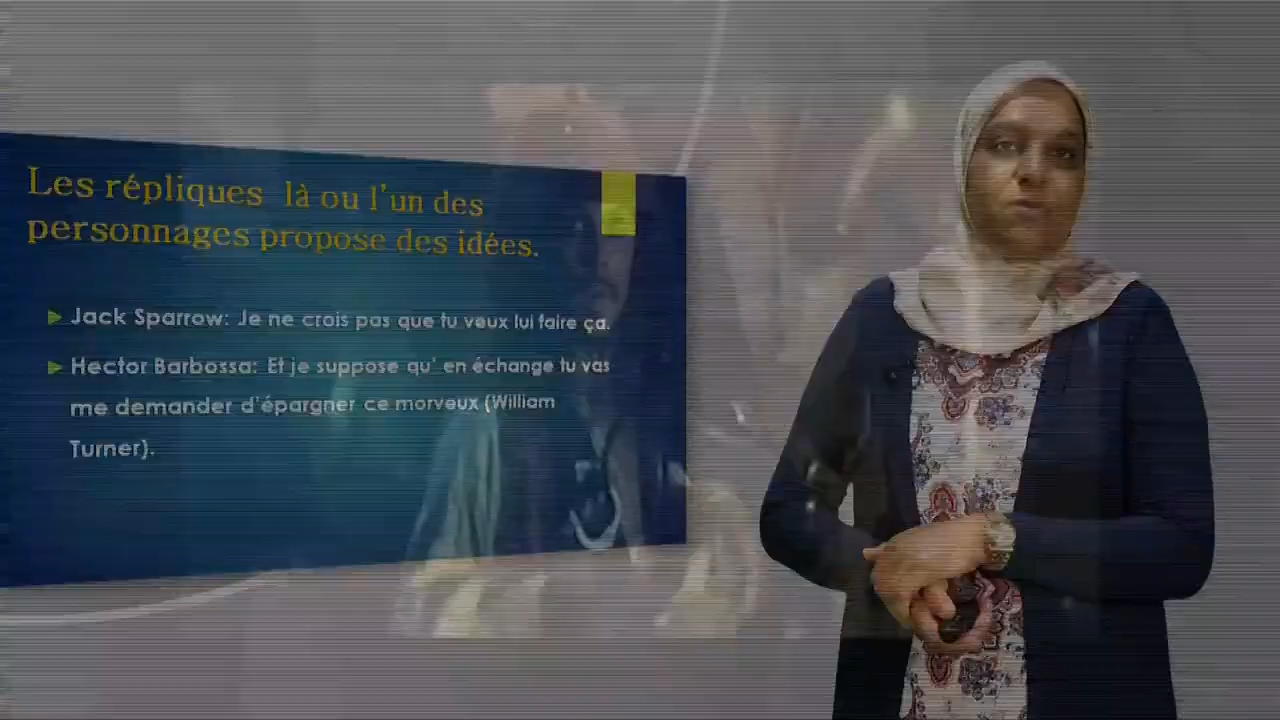 Les répliques là ou l'un des
personnages propose des idées.
Jack Sparrow: Je ne crois pas que tu veux lui faire ça.
Hector Barbossa: Et je suppose qu' en échange tu vas
me demander d'épargner ce morveux (William
Turner).